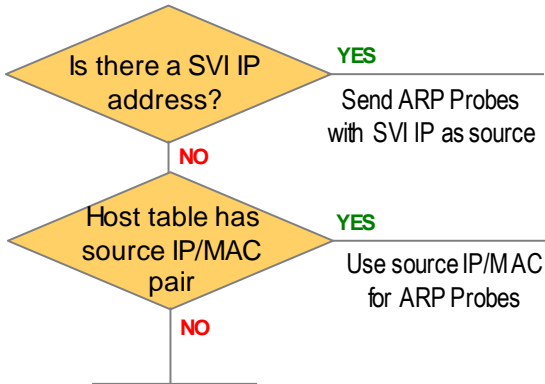 Is there a SVI IP
address?
YES
Send ARP Probes
with SVI IP as source
NO
Host table has
source IP/MAC
pair
YES
Use source IP/MAC
for ARP Probes
NO